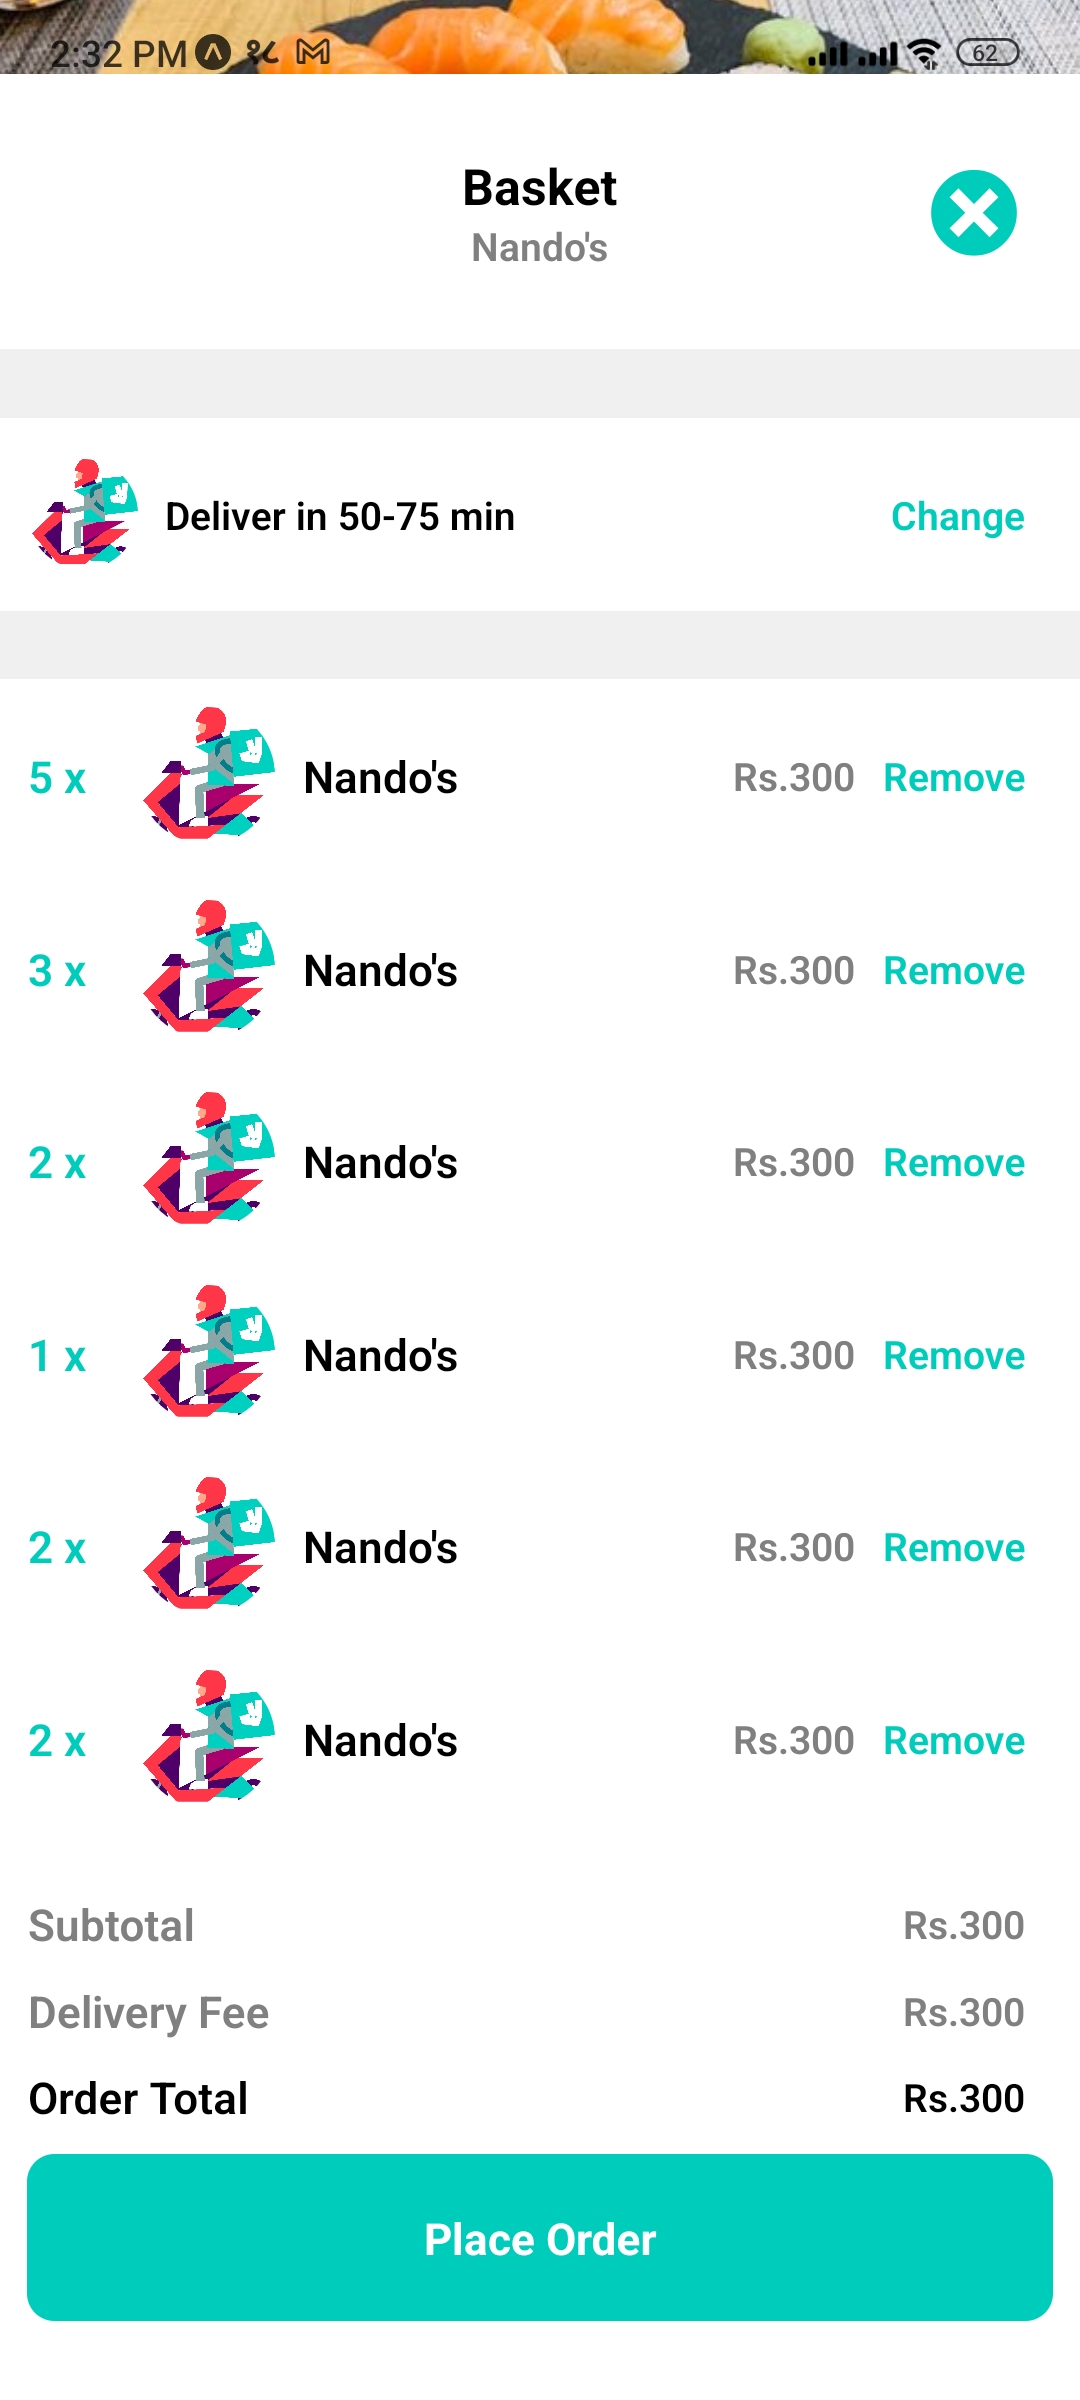 2:32 PM
62
Basket
Nando's
Deliver in 50-75 min Change
5 x Nando's Rs.300 Remove
3 x Nando's Rs.300 Remove
2 x Nando's Rs.300 Remove
1 x Nando's Rs.300 Remove
2 x Nando's Rs.300 Remove
2 x Nando's Rs.300 Remove
Subtotal Rs.300
Delivery Fee Rs.300
Order Total Rs.300
Place Order